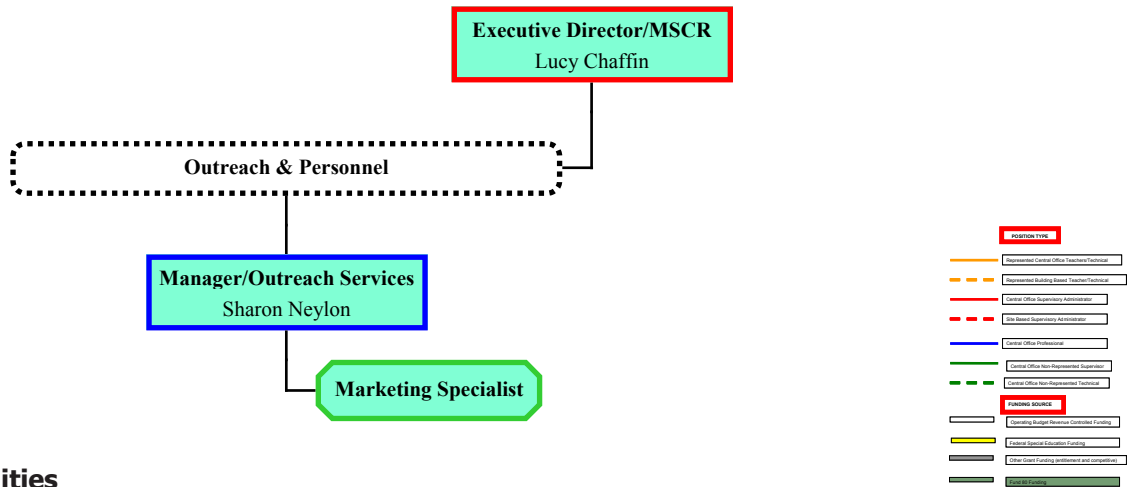 Executive Director/MSCR
Lucy Chaffin
Outreach & Personnel
Manager/Outreach Services
Sharon Neylon
Marketing Specialist
POSITION TYPE
Represented Central Office Teachers/Technical
Represented Building Based Teacher/Technical
Central Office Supervisory Administrator
Site Based Supervisory Administrator
Central Office Professional
Central Office Non-Represented Supervisor
Central Office Non-Represented Technical
FUNDING SOURCE
Operating Budget Revenue Controlled Funding
Federal Special Education Funding
Other Grant Funding (entitlement and competitive)
Fund 80 Funding
ities